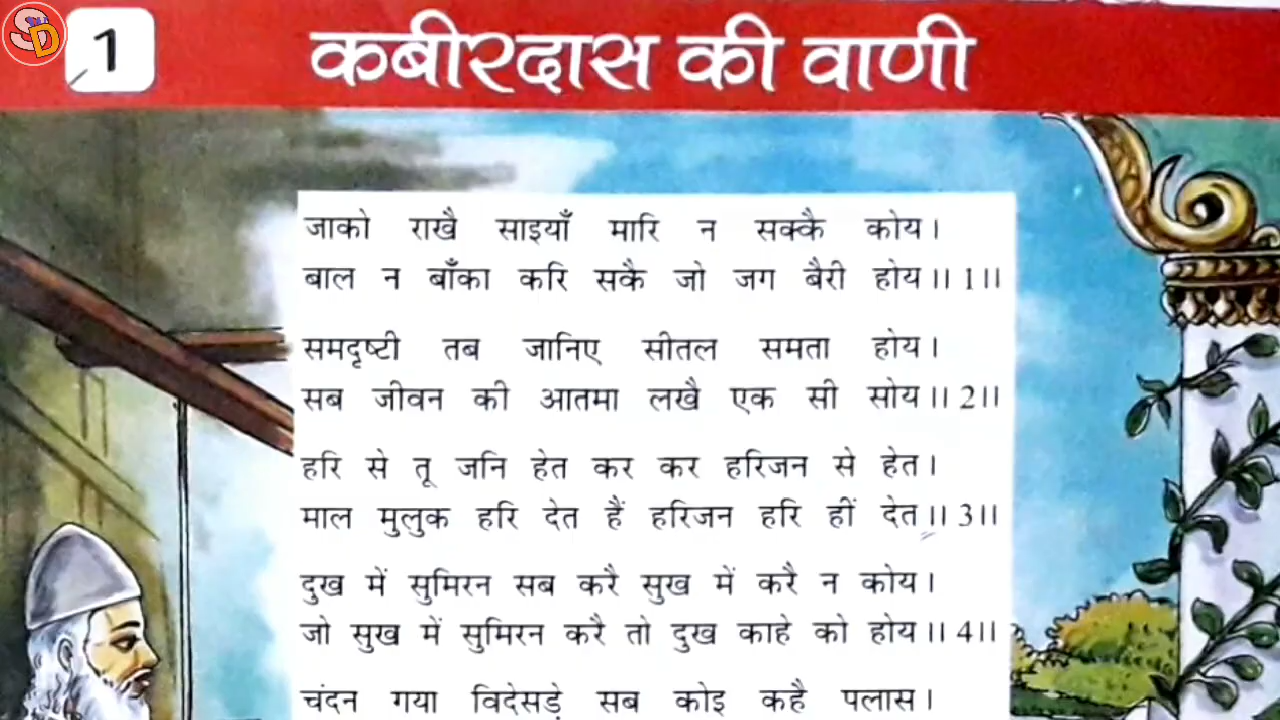 SD
1
कबीरदास की वाणी
जाको राखै साइयाँ मारि न सक्कै कोय।
बाल न बाँका करि सकै जो जग बैरी होय।। 1।।
समदृष्टी तब जानिए सीतल समता होय।
सब जीवन की आतमा लखै एक सी सोय।। 2।।
हरि से तू जनि हेत कर कर हरिजन से हेत।
माल मुलुक हरि देत हैं हरिजन हरि हीं देत।। 3।।
दुख में सुमिरन सब करै सुख में करै न कोय।
जो सुख में सुमिरन करै तो दुख काहे को होय।। 4।।
चंदन गया विदेसड़े सब कोइ कहै पलास।